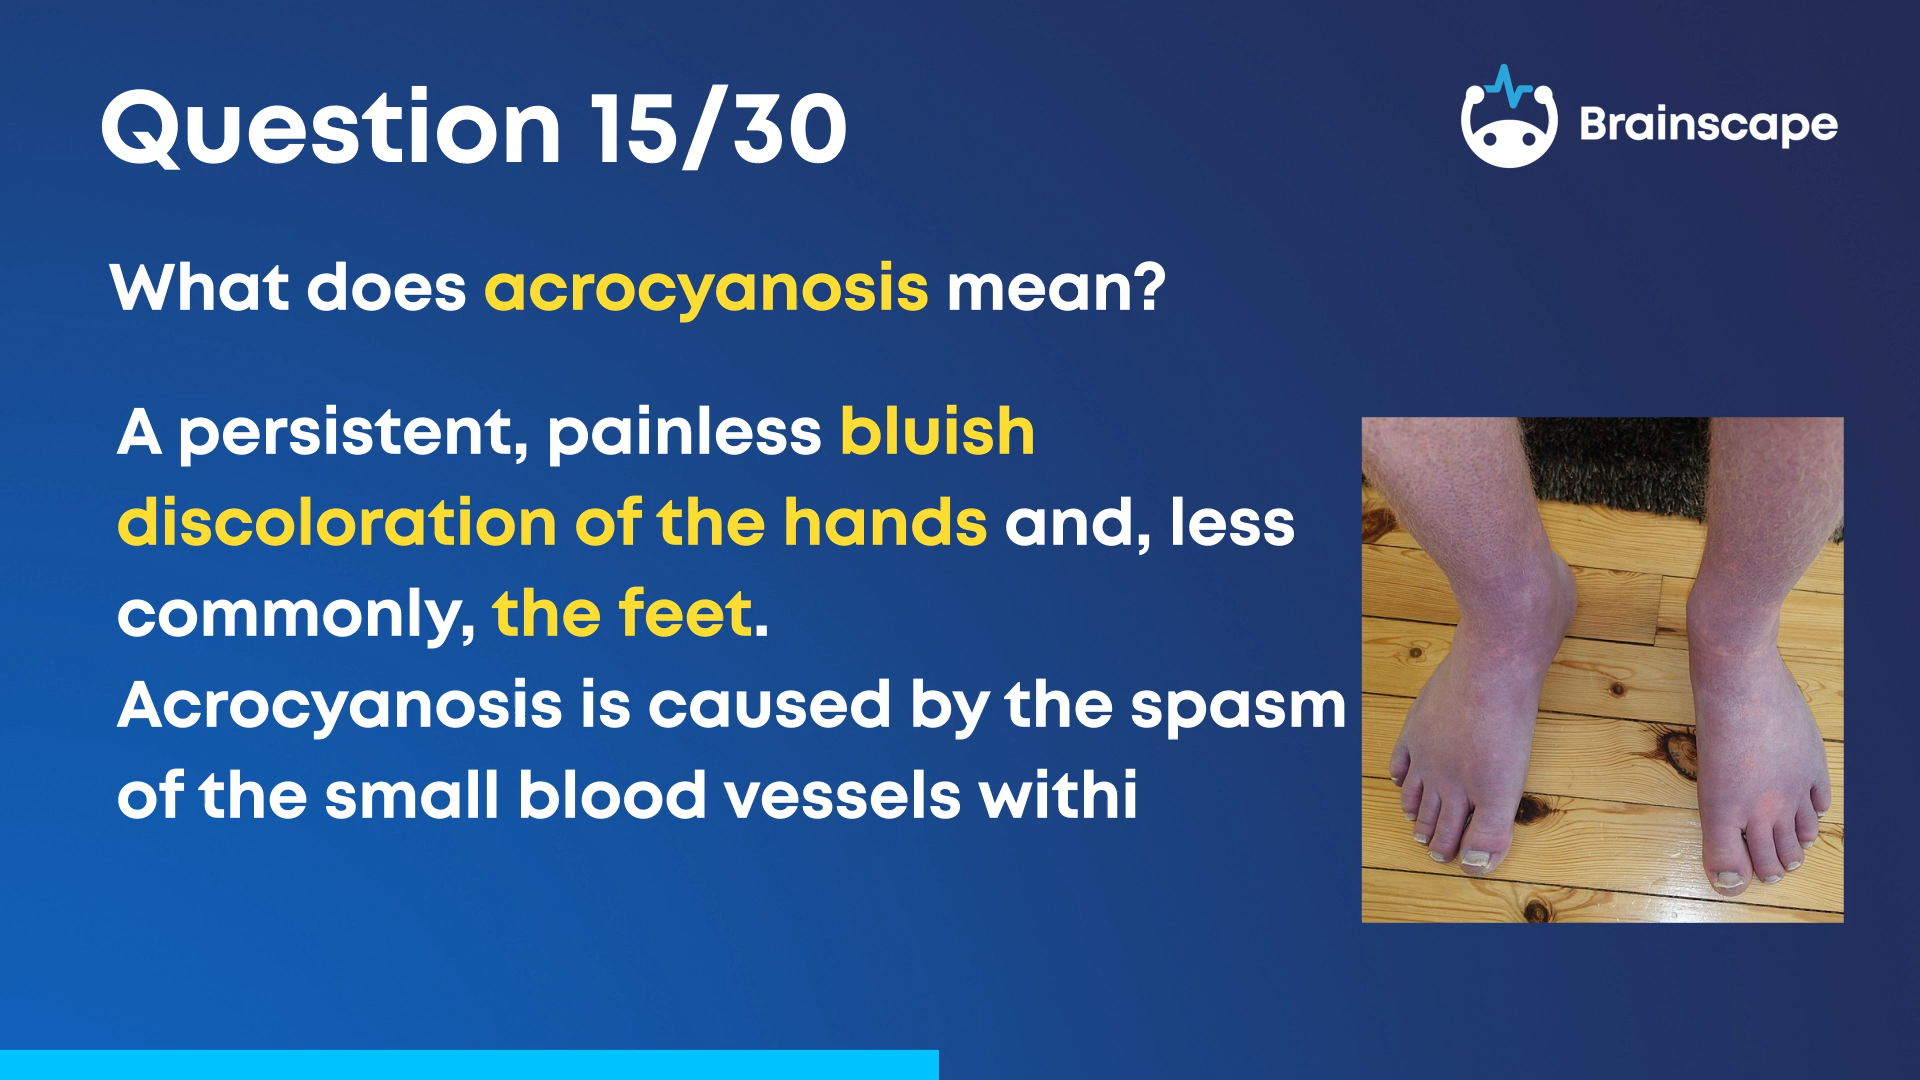 Question 15/30
Brainscape
What does acrocyanosis mean?
A persistent, painless bluish
discoloration of the hands and, less
commonly, the feet.
Acrocyanosis is caused by the spasm
of the small blood vessels withi